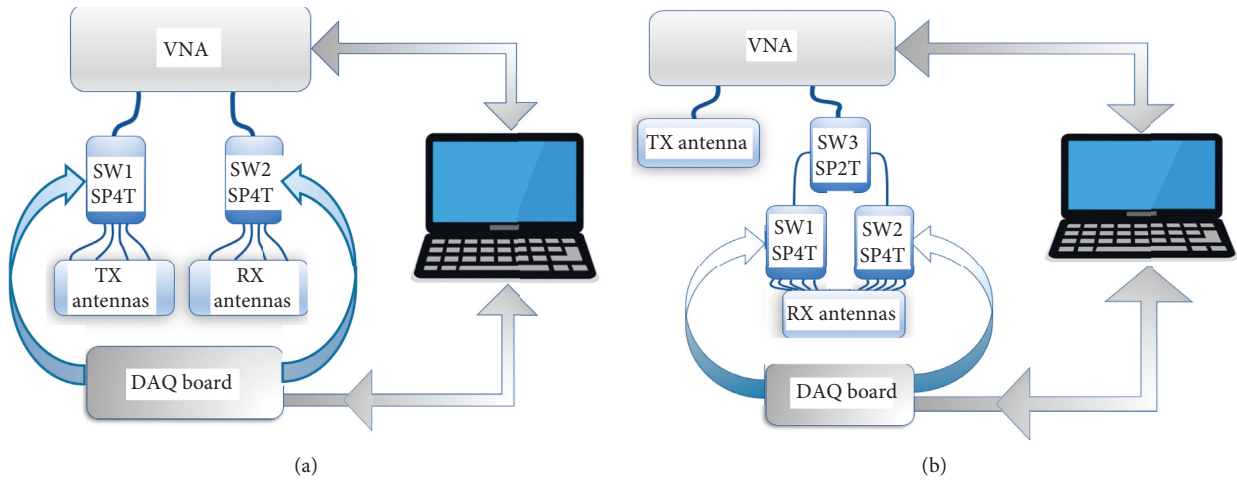 VNA
SW1
SP4T
SW2
SP4T
TX
antennas
RX
antennas
DAQ board
(a)
VNA
TX antenna
SW3
SP2T
SW1
SP4T
SW2
SP4T
RX antennas
DAQ board
(b)